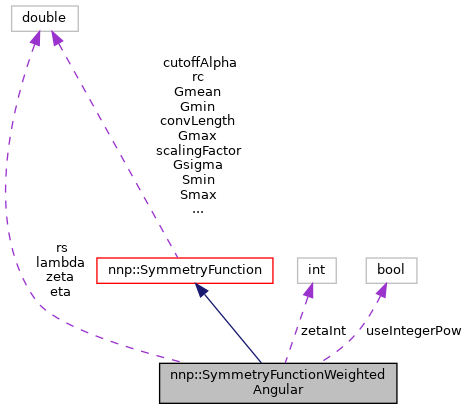 double
cutoffAlpha
rc
Gmean
Gmin
convLength
Gmax
scalingFactor
Gsigma
Smin
Smax
...
rs
lambda
zeta
eta
nnp::SymmetryFunction
int
bool
zetaInt
useIntegerPow
nnp::SymmetryFunctionWeighted
Angular